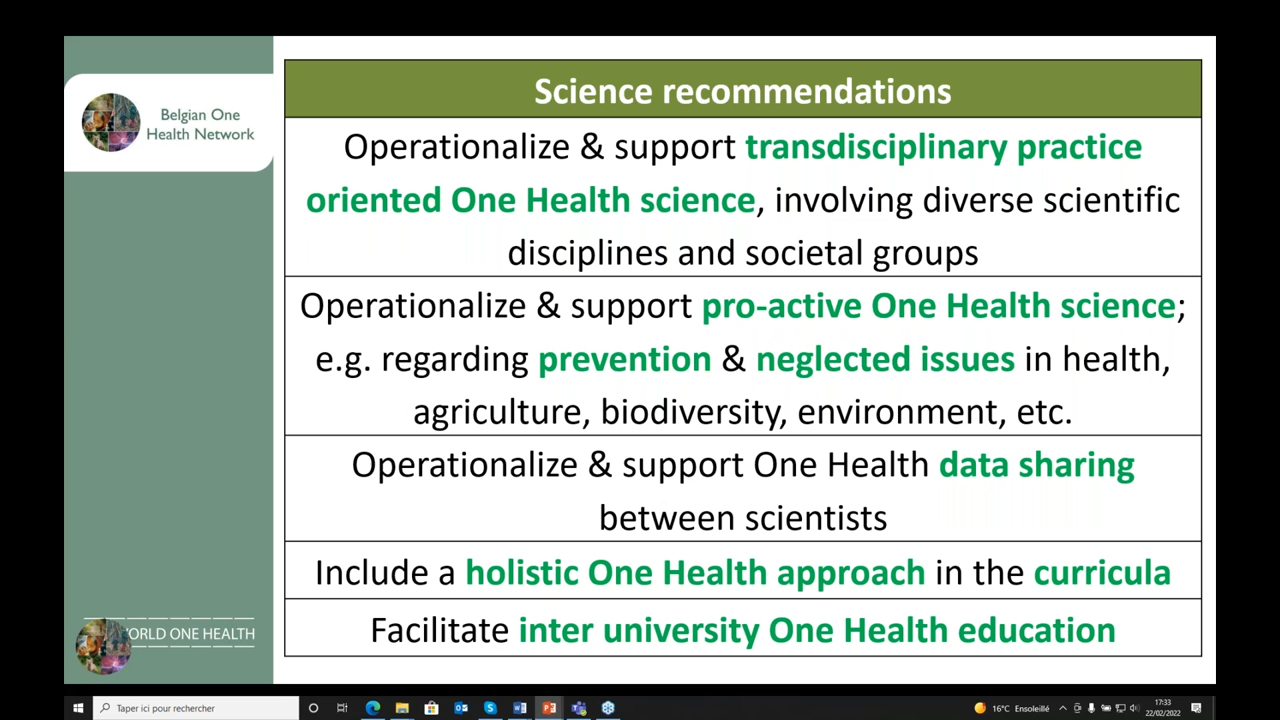 Belgian One
Health Network
Science recommendations
Operationalize & support transdisciplinary practice
oriented One Health science, involving diverse scientific
disciplines and societal groups
Operationalize & support pro-active One Health science;
e.g. regarding prevention & neglected issues in health,
agriculture, biodiversity, environment, etc.
Operationalize & support One Health data sharing
between scientists
Include a holistic One Health approach in the curricula
Facilitate inter university One Health education
ORLD ONE HEALTH
Taper ici pour rechercher
16°C Ensoleillé
17:33
22/02/2022